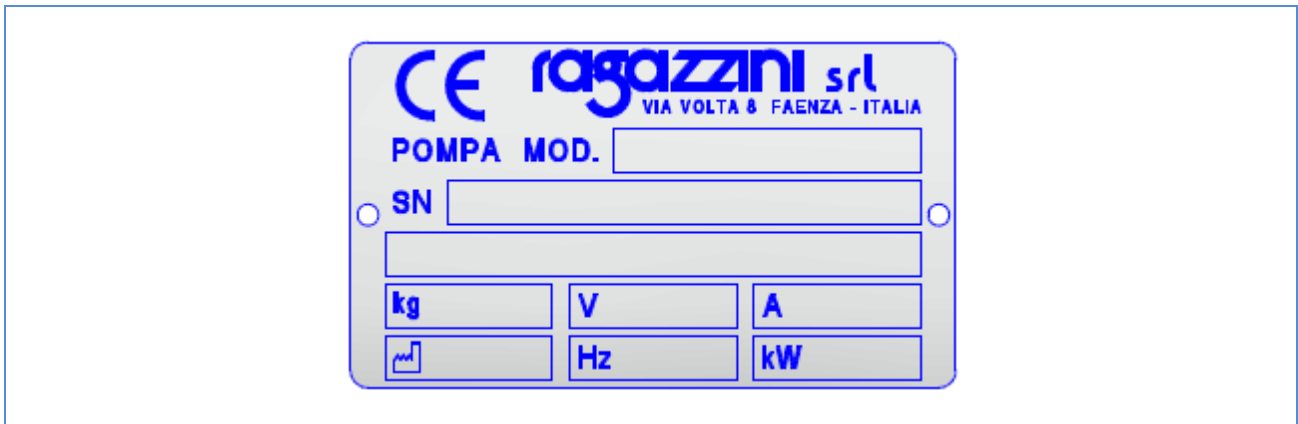 CE ragazzini srl
VIA VOLTA 8 FAENZA - ITALIA
POMPA MOD.
SN
kg V A
Hz kW